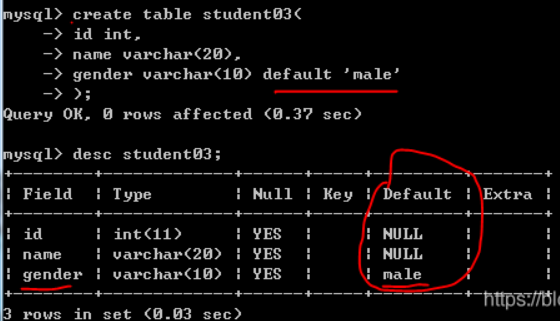 mysql> create table student03(
-> id int,
-> name varchar(20),
-> gender varchar(10) default 'male'
-> );
Query OK, 0 rows affected (0.37 sec)
mysql> desc student03;
+---------+-------------+------+-----+---------+-------+
| Field | Type | Null | Key | Default | Extra |
+---------+-------------+------+-----+---------+-------+
| id | int(11) | YES | | NULL | |
| name | varchar(20) | YES | | NULL | |
| gender | varchar(10) | YES | | male | |
+---------+-------------+------+-----+---------+-------+
3 rows in set (0.03 sec)
https://blo